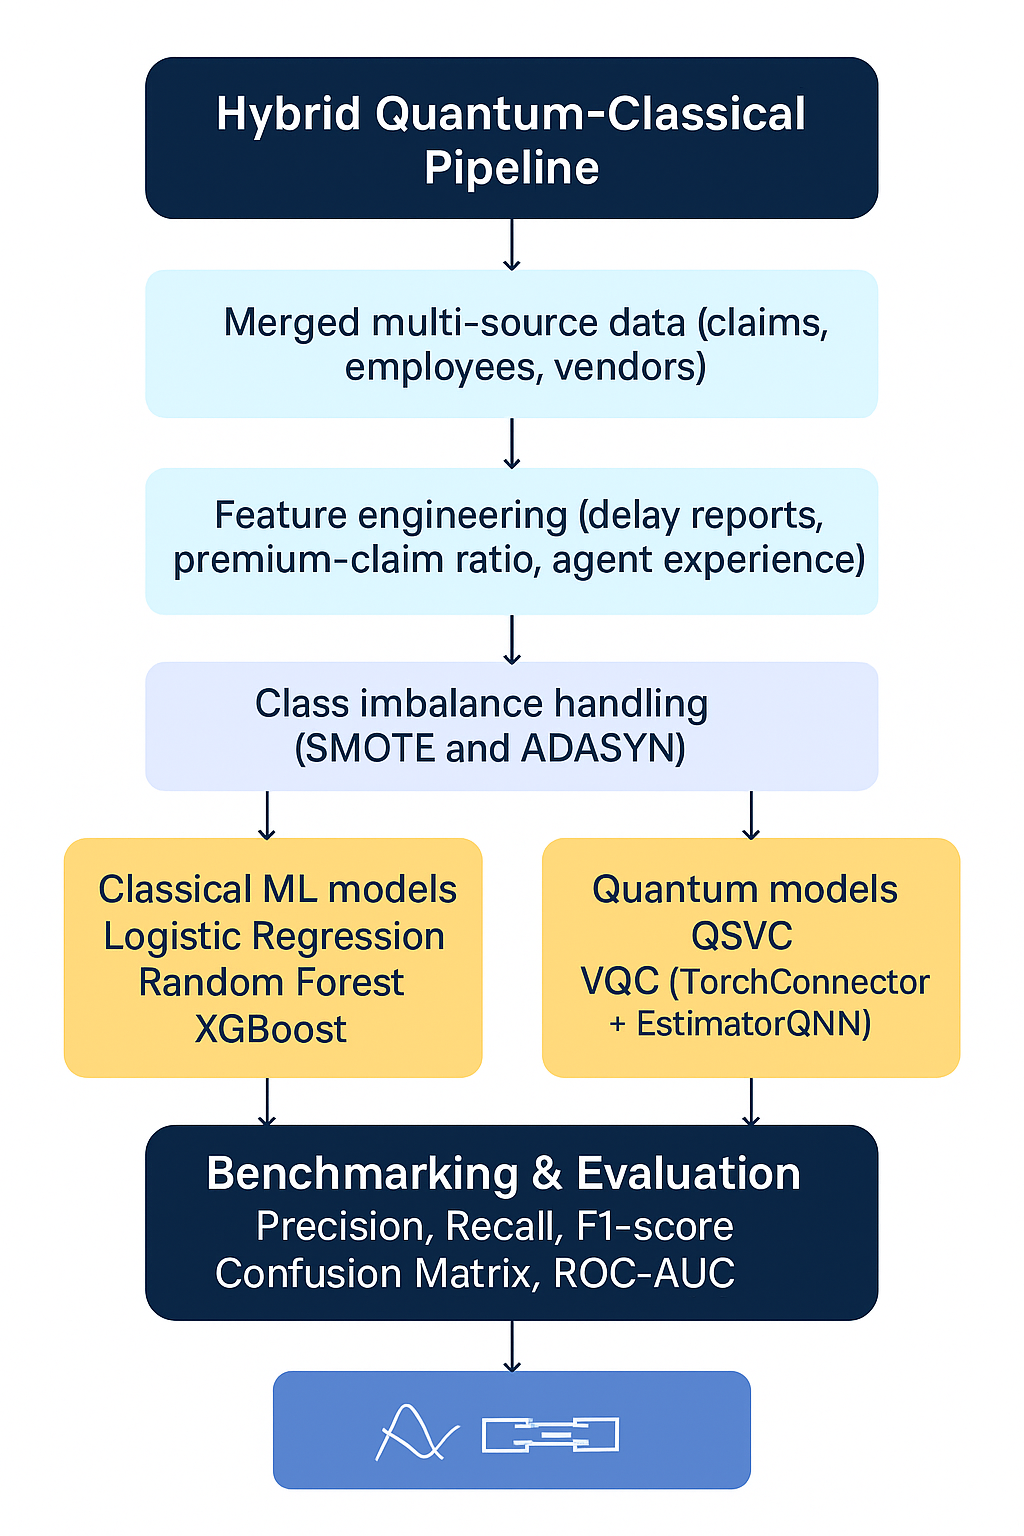 Hybrid Quantum-Classical
Pipeline
Merged multi-source data (claims,
employees, vendors)
Feature engineering (delay reports,
premium-claim ratio, agent experience)
Class imbalance handling
(SMOTE and ADASYN)
Classical ML models
Logistic Regression
Random Forest
XGBoost
Quantum models
QSVC
VQC (TorchConnector
+ EstimatorQNN)
Benchmarking & Evaluation
Precision, Recall, F1-score
Confusion Matrix, ROC-AUC